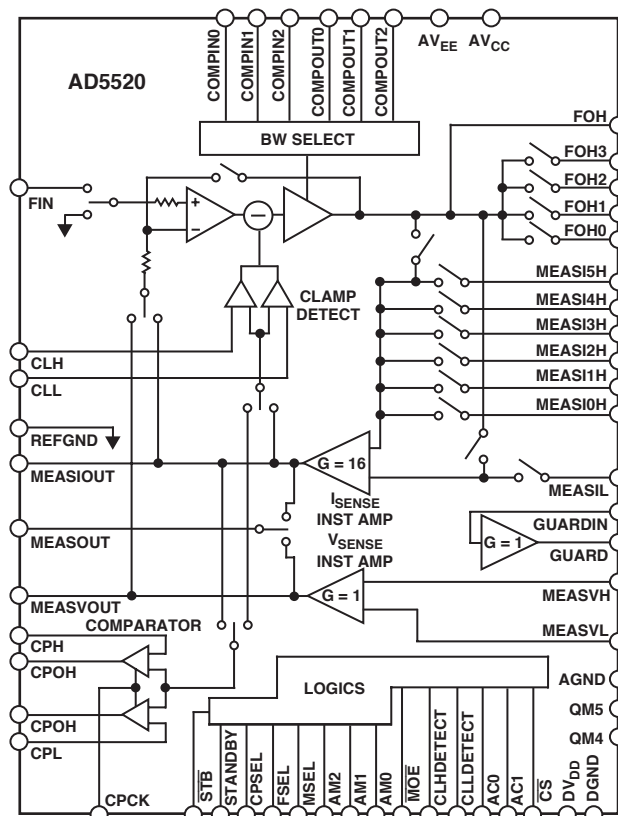 COMPIN0
COMPIN1
COMPIN2
COMPOUT0
COMPOUT1
COMPOUT2
AVEE
AVCC
AD5520
BW SELECT
FOH
FOH3
FOH2
FOH1
FOH0
FIN
+
−
−
CLAMP
DETECT
MEASI5H
MEASI4H
MEASI3H
MEASI2H
MEASI1H
MEASI0H
CLH
CLL
REFGND
MEASIOUT
G = 16
ISENSE
INST AMP
MEASIL
MEASOUT
VSENSE
INST AMP
GUARDIN
G = 1
GUARD
MEASVOUT
G = 1
MEASVH
MEASVL
COMPARATOR
CPH
CPOH
CPOH
CPL
LOGICS
AGND
QM5
QM4
CPCK
STB
STANDBY
CPSEL
FSEL
MSEL
AM2
AM1
AM0
MOE
CLHDETECT
CLLDETECT
AC0
AC1
CS
DVDD
DGND